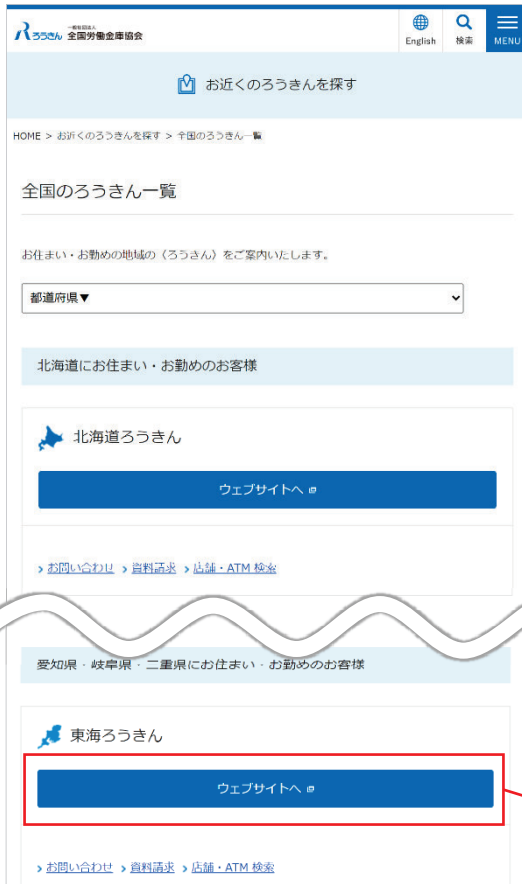 一般社団法人
ろうきん 全国労働金庫協会
English 検索 MENU
お近くのろうきんを探す
HOME > お近くのろうきんを探す > 全国のろうきん一覧
全国のろうきん一覧
お住まい・お勤めの地域の〈ろうきん〉をご案内いたします。
都道府県▼
北海道にお住まい・お勤めのお客様
北海道ろうきん
ウェブサイトへ
> お問い合わせ > 資料請求 > 店舗・ATM 検索
愛知県・岐阜県・三重県にお住まい・お勤めのお客様
東海ろうきん
ウェブサイトへ
> お問い合わせ > 資料請求 > 店舗・ATM 検索